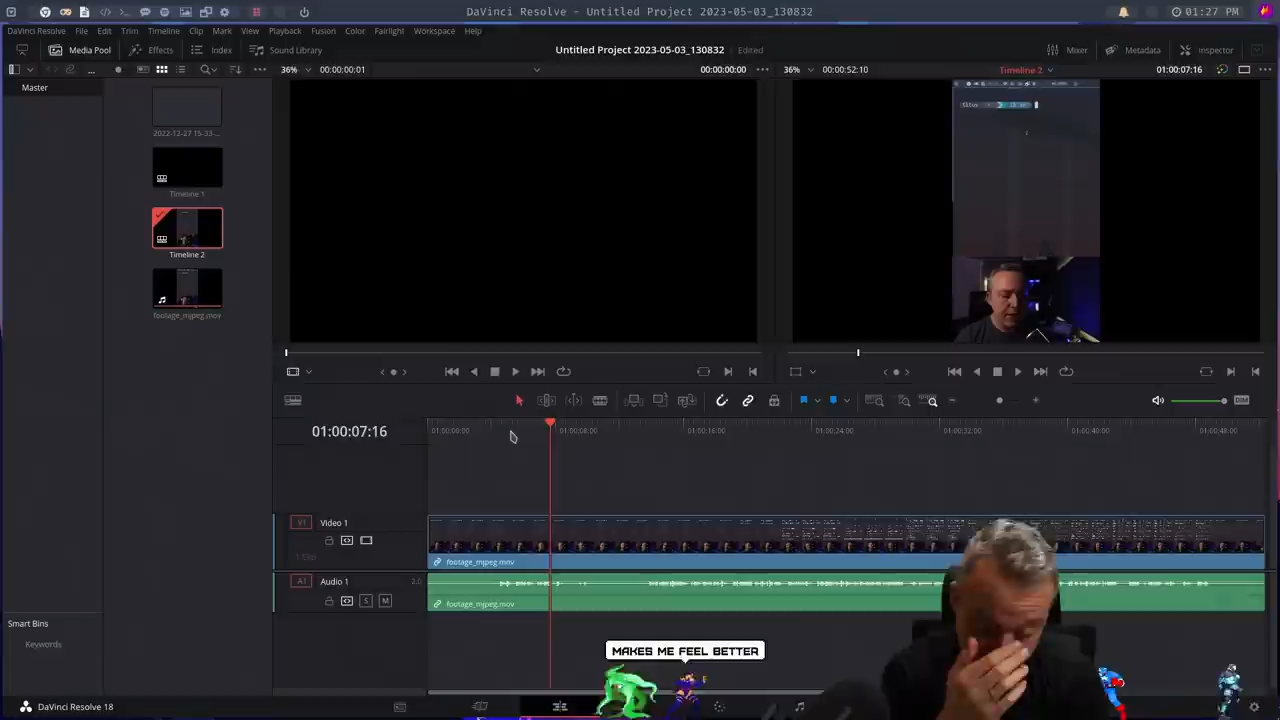 DaVinci Resolve - Untitled Project 2023-05-03_130832
01:27 PM
DaVinci Resolve File Edit Trim Timeline Clip Mark View Playback Fusion Color Fairlight Workspace Help
Media Pool Effects Index Sound Library
Untitled Project 2023-05-03_130832 Edited
Mixer Metadata Inspector
36% 00:00:00:01 00:00:00:00
36% 00:00:52:10 Timeline 2 01:00:07:16
Master
2022-12-27 15-33-...
Timeline 1
Timeline 2
footage_mjpeg.mov
01:00:07:16
01:00:00:00 01:00:08:00 01:00:16:00 01:00:24:00 01:00:32:00 01:00:40:00 01:00:48:00
V1 Video 1
1 Clip
footage_mjpeg.mov
A1 Audio 1 2.0
S M
footage_mjpeg.mov
Smart Bins
Keywords
MAKES ME FEEL BETTER
DaVinci Resolve 18